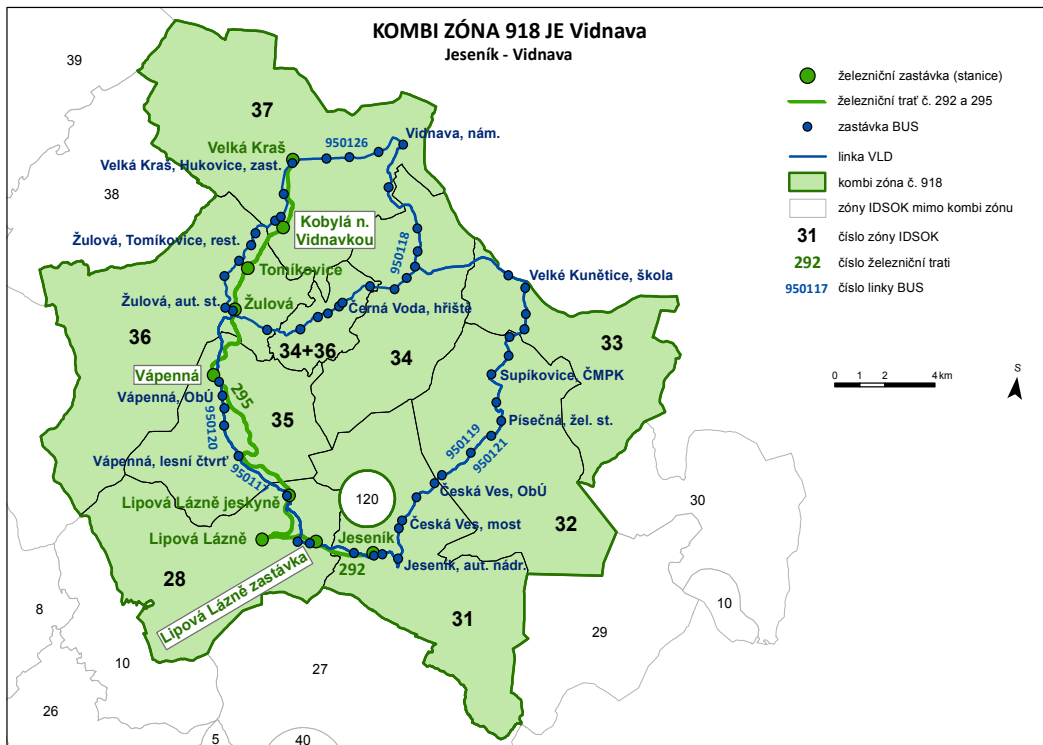 KOMBI ZÓNA 918 JE Vidnava
Jeseník - Vidnava
39
37
železniční zastávka (stanice)
železniční trať č. 292 a 295
zastávka BUS
linka VLD
kombi zóna č. 918
zóny IDSOK mimo kombi zónu
31
číslo zóny IDSOK
292
číslo železniční trati
950117
číslo linky BUS
950126
Vidnava, nám.
Velká Kraš
Velká Kraš, Hukovice, zast.
38
Kobylá n.
Vidnavkou
Žulová, Tomíkovice, rest.
950118
Tomíkovice
Velké Kunětice, škola
Žulová, aut. st.
Žulová
Černá Voda, hřiště
36
34+36
34
33
0 1 2 4 km
S
Vápenná
Supíkovice, ČMPK
295
Vápenná, ObÚ
35
Písečná, žel. st.
950120
950119
950121
Vápenná, lesní čtvrť
950117
Česká Ves, ObÚ
Lipová Lázně jeskyně
120
30
Česká Ves, most
32
Lipová Lázně
Jeseník
Jeseník, aut. nádr.
292
Lipová Lázně zastávka
28
31
8
10
29
10
27
26
5
40